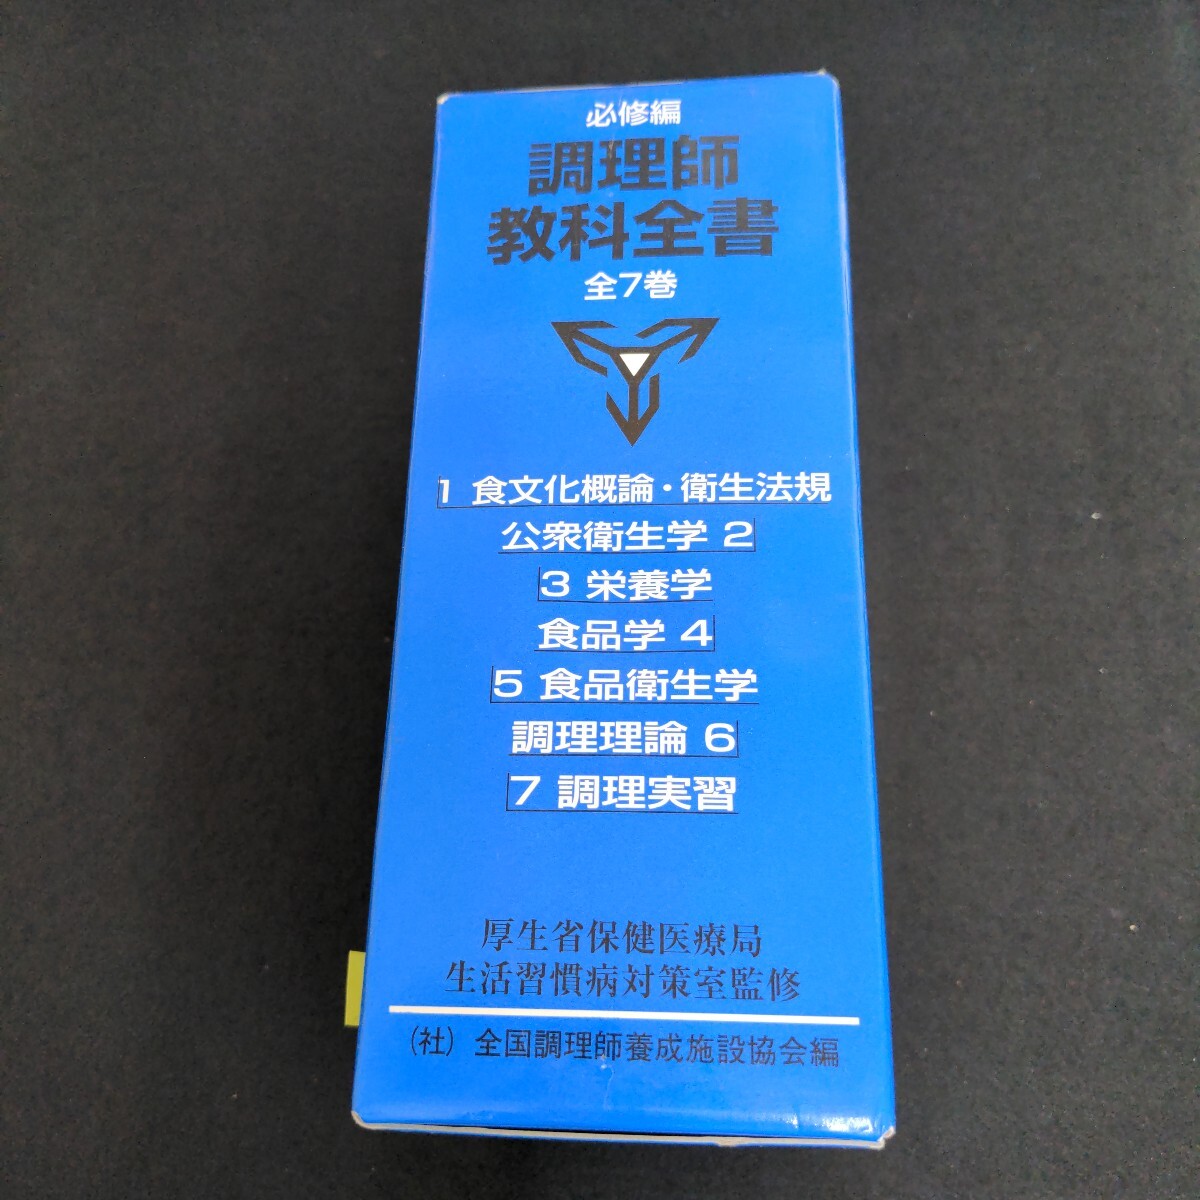 必修編
調理師
教科全書
全7巻
1 食文化概論・衛生法規
公衆衛生学 2
3 栄養学
食品学 4
5 食品衛生学
調理理論 6
7 調理実習
厚生省保健医療局
生活習慣病対策室監修
(社) 全国調理師養成施設協会編